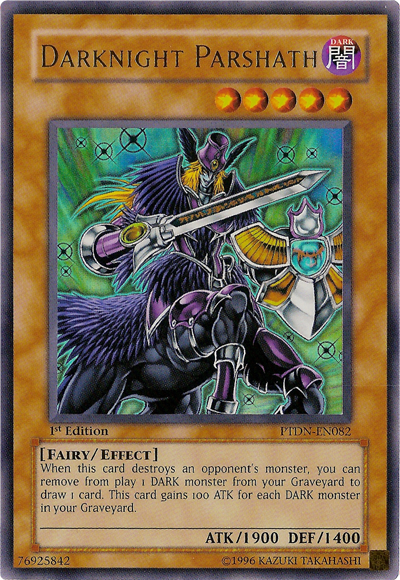 DARKNIGHT PARSHATH
DARK
闇
1st Edition
PTDN-EN082
[FAIRY/EFFECT]
When this card destroys an opponent's monster, you can
remove from play 1 DARK monster from your Graveyard to
draw 1 card. This card gains 100 ATK for each DARK monster
in your Graveyard.
ATK/1900 DEF/1400
76925842
©1996 KAZUKI TAKAHASHI